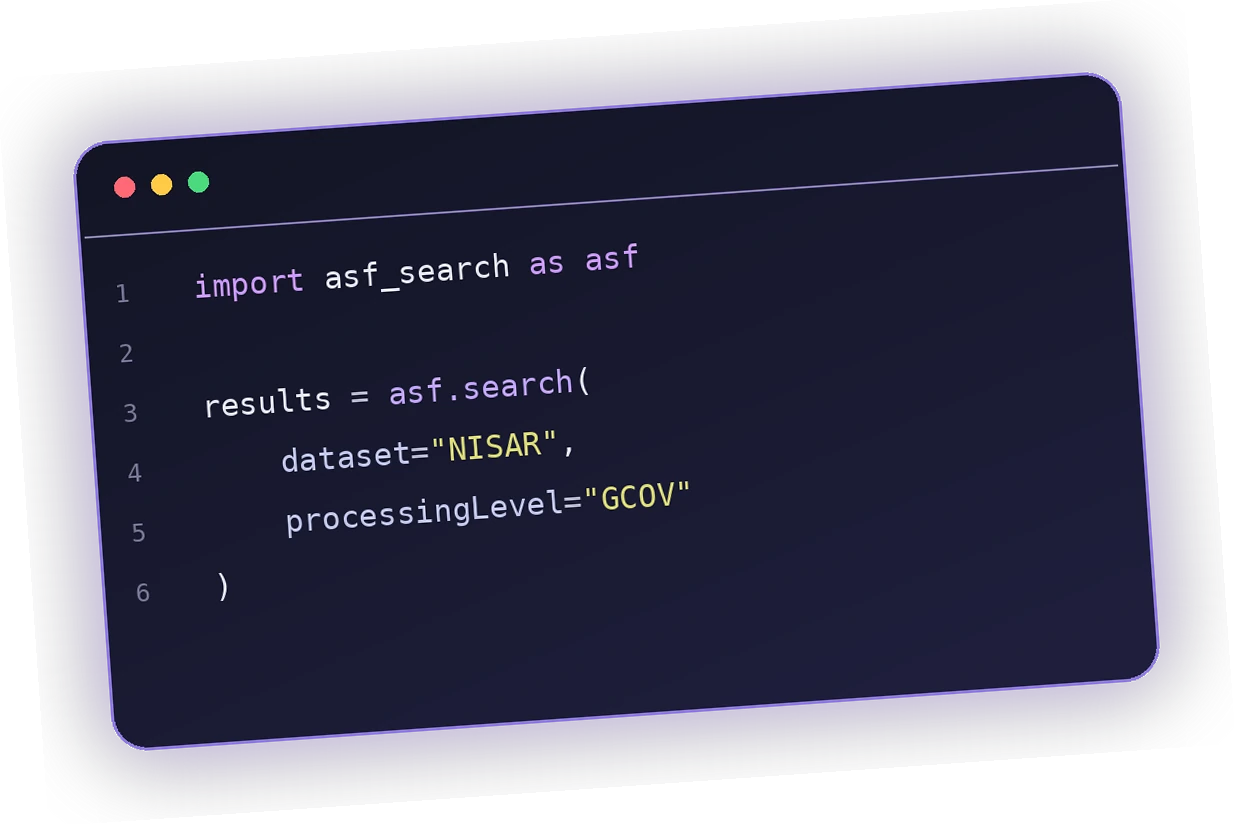 1 import asf_search as asf
2
3 results = asf.search(
4 dataset="NISAR",
5 processingLevel="GCOV"
6 )